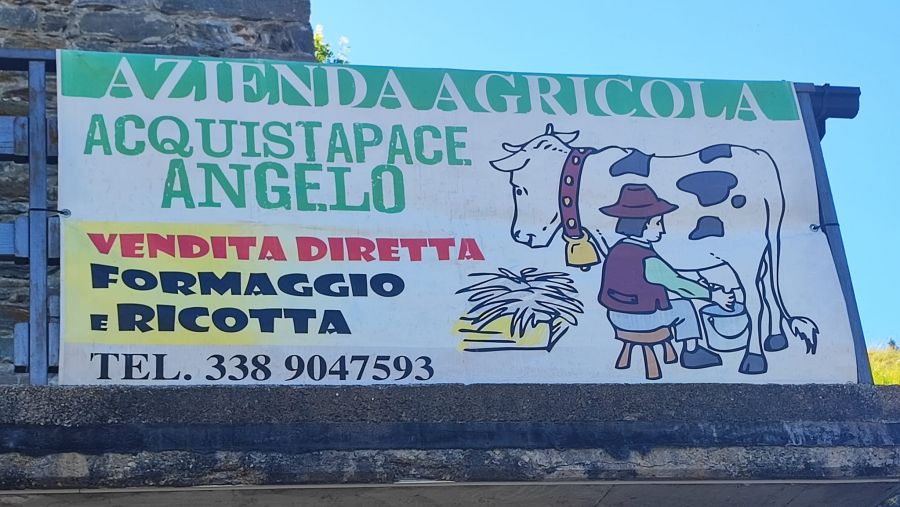 AZIENDA AGRICOLA
ACQUISTAPACE
ANGELO
VENDITA DIRETTA
FORMAGGIO
E RICOTTA
TEL. 338 9047593